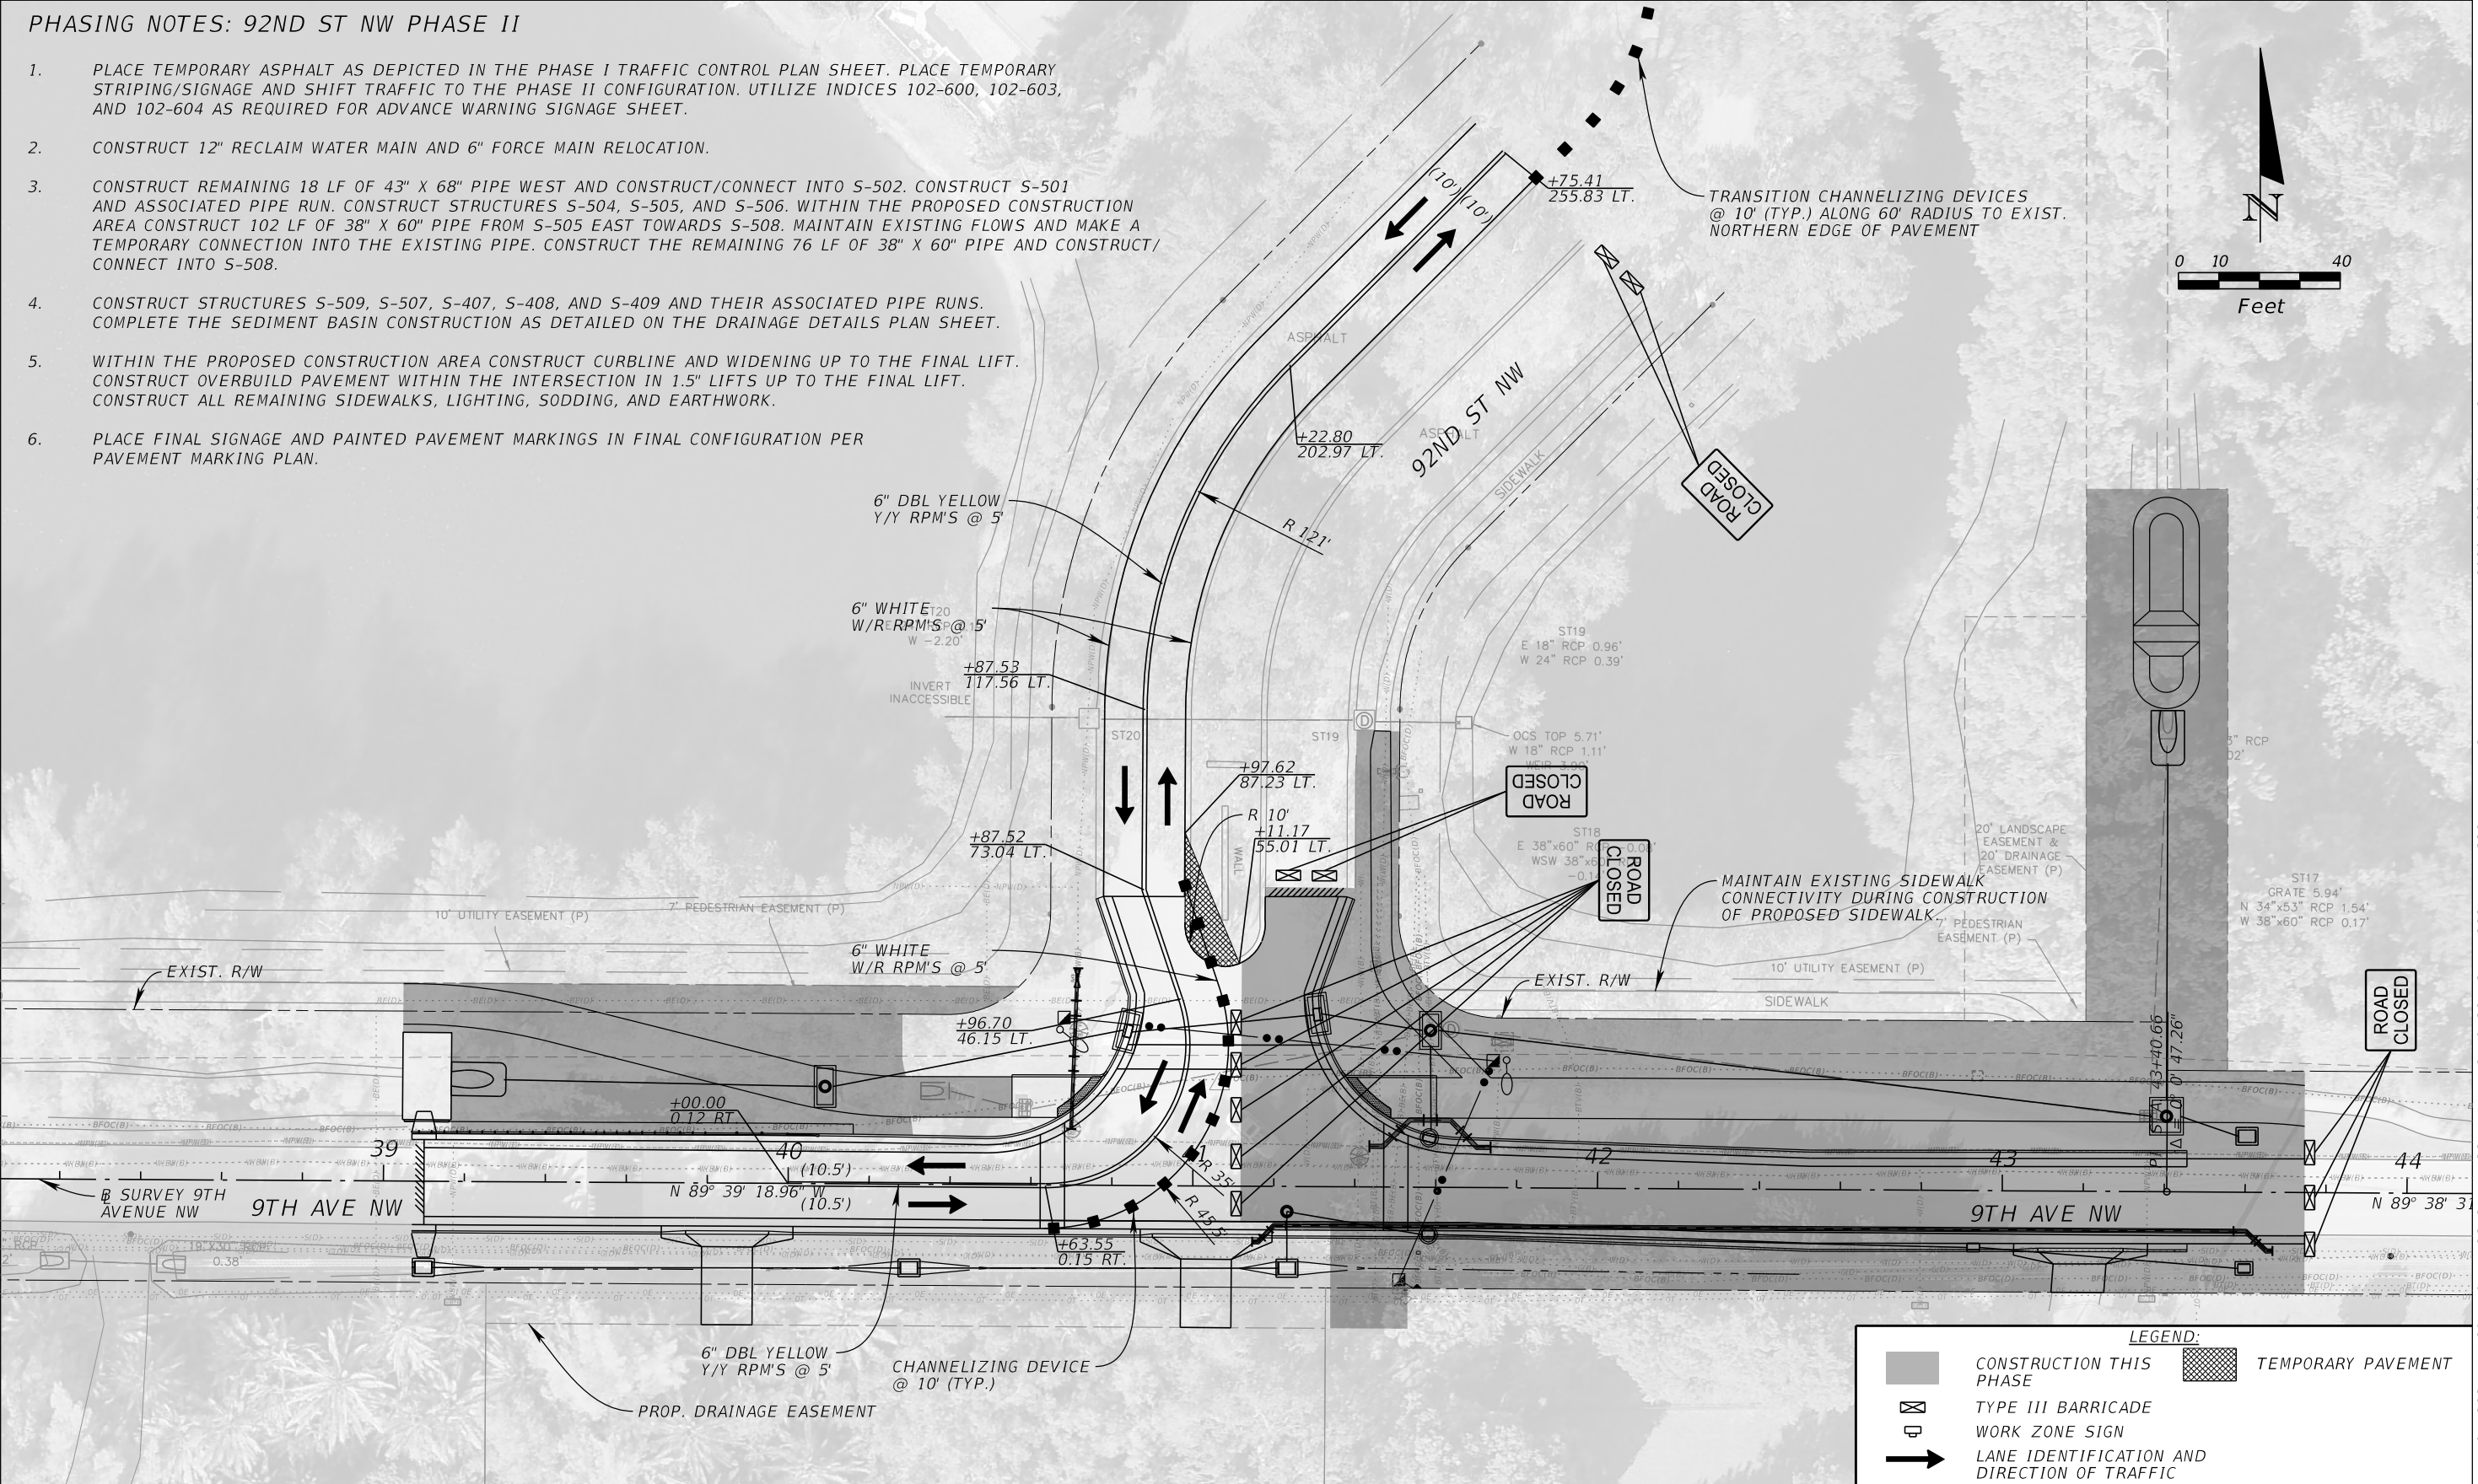 PHASING NOTES: 92ND ST NW PHASE II
1. PLACE TEMPORARY ASPHALT AS DEPICTED IN THE PHASE I TRAFFIC CONTROL PLAN SHEET. PLACE TEMPORARY
STRIPING/SIGNAGE AND SHIFT TRAFFIC TO THE PHASE II CONFIGURATION. UTILIZE INDICES 102-600, 102-603,
AND 102-604 AS REQUIRED FOR ADVANCE WARNING SIGNAGE SHEET.
2. CONSTRUCT 12" RECLAIM WATER MAIN AND 6" FORCE MAIN RELOCATION.
3. CONSTRUCT REMAINING 18 LF OF 43" X 68" PIPE WEST AND CONSTRUCT/CONNECT INTO S-502. CONSTRUCT S-501
AND ASSOCIATED PIPE RUN. CONSTRUCT STRUCTURES S-504, S-505, AND S-506. WITHIN THE PROPOSED CONSTRUCTION
AREA CONSTRUCT 102 LF OF 38" X 60" PIPE FROM S-505 EAST TOWARDS S-508. MAINTAIN EXISTING FLOWS AND MAKE A
TEMPORARY CONNECTION INTO THE EXISTING PIPE. CONSTRUCT THE REMAINING 76 LF OF 38" X 60" PIPE AND CONSTRUCT/
CONNECT INTO S-508.
4. CONSTRUCT STRUCTURES S-509, S-507, S-407, S-408, AND S-409 AND THEIR ASSOCIATED PIPE RUNS.
COMPLETE THE SEDIMENT BASIN CONSTRUCTION AS DETAILED ON THE DRAINAGE DETAILS PLAN SHEET.
5. WITHIN THE PROPOSED CONSTRUCTION AREA CONSTRUCT CURBLINE AND WIDENING UP TO THE FINAL LIFT.
CONSTRUCT OVERBUILD PAVEMENT WITHIN THE INTERSECTION IN 1.5" LIFTS UP TO THE FINAL LIFT.
CONSTRUCT ALL REMAINING SIDEWALKS, LIGHTING, SODDING, AND EARTHWORK.
6. PLACE FINAL SIGNAGE AND PAINTED PAVEMENT MARKINGS IN FINAL CONFIGURATION PER
PAVEMENT MARKING PLAN.
+75.41
255.83 LT.
(10')
(10')
TRANSITION CHANNELIZING DEVICES
@ 10' (TYP.) ALONG 60' RADIUS TO EXIST.
NORTHERN EDGE OF PAVEMENT
N
0 10 40
Feet
ASPHALT
+22.80
202.97 LT.
92ND ST NW
ASPHALT
SIDEWALK
ROAD
CLOSED
6" DBL YELLOW
Y/Y RPM'S @ 5'
R 121'
6" WHITE
W/R RPM'S @ 5'
ST20
W -2.20'
+87.53
117.56 LT.
INVERT
INACCESSIBLE
ST19
E 18" RCP 0.96'
W 24" RCP 0.39'
ST20
ST19
D
OCS TOP 5.71'
W 18" RCP 1.11'
+97.62
87.23 LT.
ROAD
CLOSED
R 10'
+11.17
55.01 LT.
+87.52
73.04 LT.
WALL
ST18
E 38"x60"
WSW 38"x60"
ROAD
CLOSED
20' LANDSCAPE
EASEMENT &
20' DRAINAGE
EASEMENT (P)
MAINTAIN EXISTING SIDEWALK
CONNECTIVITY DURING CONSTRUCTION
OF PROPOSED SIDEWALK.
ST17
GRATE 5.94'
N 34"x53" RCP 1.54'
W 38"x60" RCP 0.17'
10' UTILITY EASEMENT (P)
7' PEDESTRIAN EASEMENT (P)
7' PEDESTRIAN
EASEMENT (P)
6" WHITE
W/R RPM'S @ 5'
EXIST. R/W
EXIST. R/W
10' UTILITY EASEMENT (P)
SIDEWALK
ROAD
CLOSED
+96.70
46.15 LT.
+00.00
0.12 RT.
39
40
(10.5')
N 89° 39' 18.96" W
(10.5')
41
R 35'
R 45.5'
42
43
44
N 89° 38' 31
SURVEY 9TH
AVENUE NW
9TH AVE NW
9TH AVE NW
+63.55
0.15 RT.
0.38'
6" DBL YELLOW
Y/Y RPM'S @ 5'
CHANNELIZING DEVICE
@ 10' (TYP.)
PROP. DRAINAGE EASEMENT
LEGEND:
CONSTRUCTION THIS
PHASE
TEMPORARY PAVEMENT
TYPE III BARRICADE
WORK ZONE SIGN
LANE IDENTIFICATION AND
DIRECTION OF TRAFFIC